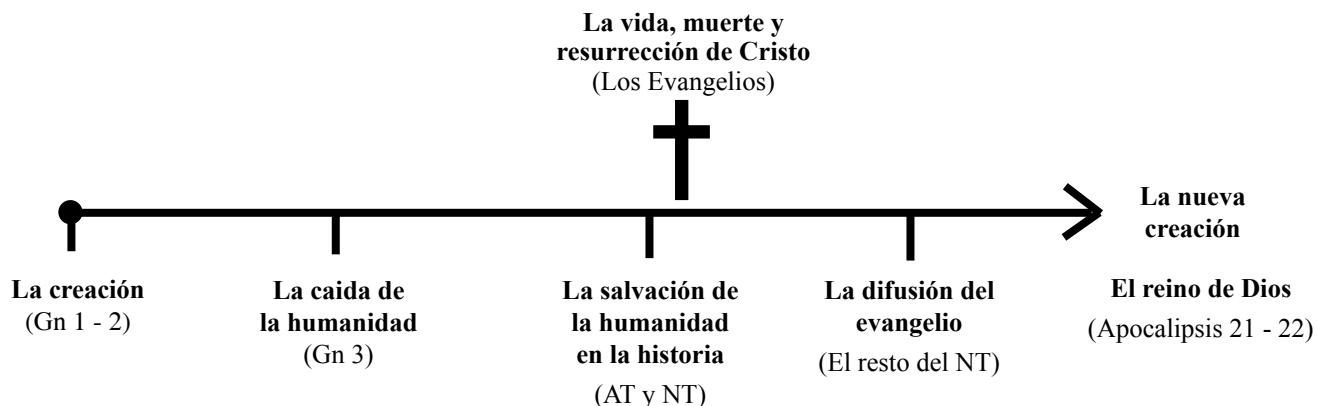 La vida, muerte y
resurrección de Cristo
(Los Evangelios)
La creación
(Gn 1 - 2)
La caida de
la humanidad
(Gn 3)
La salvación de
la humanidad
en la historia
(AT y NT)
La difusión del
evangelio
(El resto del NT)
La nueva
creación
El reino de Dios
(Apocalipsis 21 - 22)